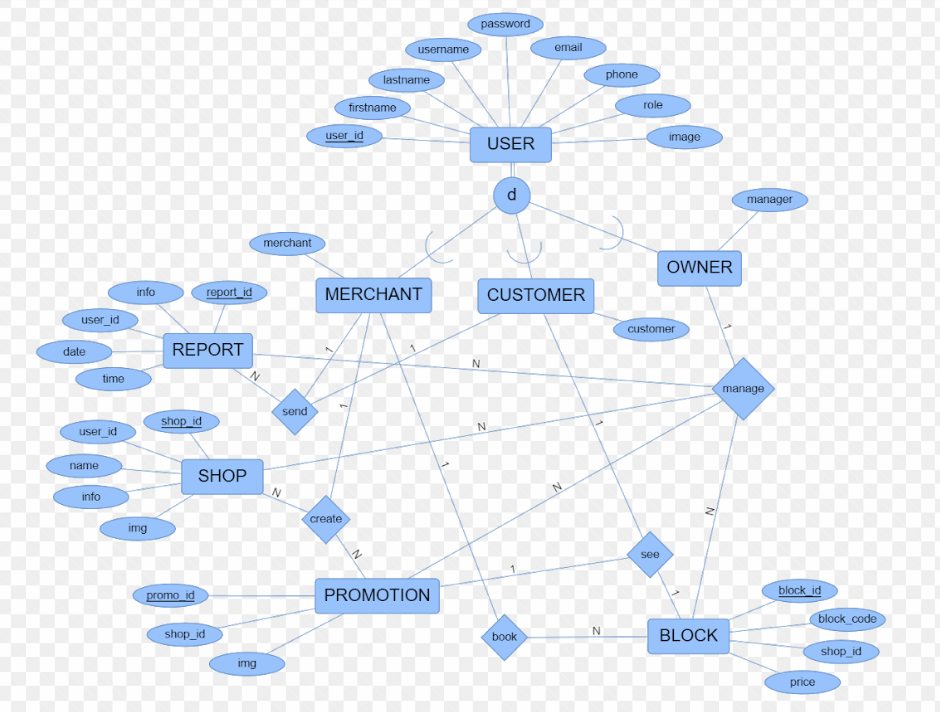 password
username
email
lastname
phone
firstname
role
user_id
USER
image
d
manager
merchant
OWNER
MERCHANT
CUSTOMER
info
report_id
user_id
customer
1
REPORT
1
1
date
N
time
N
manage
send
1
shop_id
1
user_id
N
name
1
SHOP
N
info
N
N
create
img
N
see
1
block_id
promo_id
PROMOTION
1
block_code
shop_id
book
N
BLOCK
shop_id
img
price